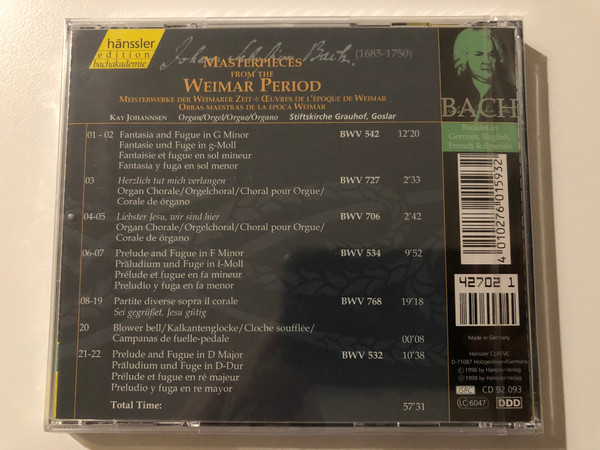 hänssler
edition
bachakademie
Johann Sebastian Bach. (1685-1750)
MASTERPIECES
FROM THE
WEIMAR PERIOD
MEISTERWERKE DER WEIMARER ZEIT + ŒUVRES DE L'ÉPOQUE DE WEIMAR
OBRAS MAESTRAS DE LA ÉPOCA WEIMAR
KAY JOHANNSEN Organ/Orgel/Orgue/Órgano Stiftskirche Grauhof, Goslar
01 - 02 Fantasia and Fugue in G Minor BWV 542 12'20
Fantasie und Fuge in g-Moll
Fantaisie et fugue en sol mineur
Fantasía y fuga en sol menor
03 Herzlich tut mich verlangen BWV 727 2'33
Organ Chorale/Orgelchoral/Choral pour Orgue/
Corale de órgano
04-05 Liebster Jesu, wir sind hier BWV 706 2'42
Organ Chorale/Orgelchoral/Choral pour Orgue/
Corale de órgano
06-07 Prelude and Fugue in F Minor BWV 534 9'52
Präludium und Fuge in f-Moll
Prélude et fugue en fa mineur
Preludio y fuga en fa menor
08-19 Partite diverse sopra il corale BWV 768 19'18
Sei gegrüßet, Jesu gütig
20 Blower bell/Kalkantenglocke/Cloche soufflée/
Campanas de fuelle-pedale 00'08
21-22 Prelude and Fugue in D Major BWV 532 10'38
Präludium und Fuge in D-Dur
Prélude et fugue en ré majeur
Preludio y fuga en re mayor
Total Time: 57'31
BACH
Booklet in
German, English,
French & Spanish
4 010276 015932
42702 1
Made in Germany
Hänssler CLASSIC
D-71087 Holzgerlingen/Germany
© 1998 by Hänssler-Verlag
℗ 1998 by Hänssler-Verlag
ISRC CD 92.093
LC 6047 DDD